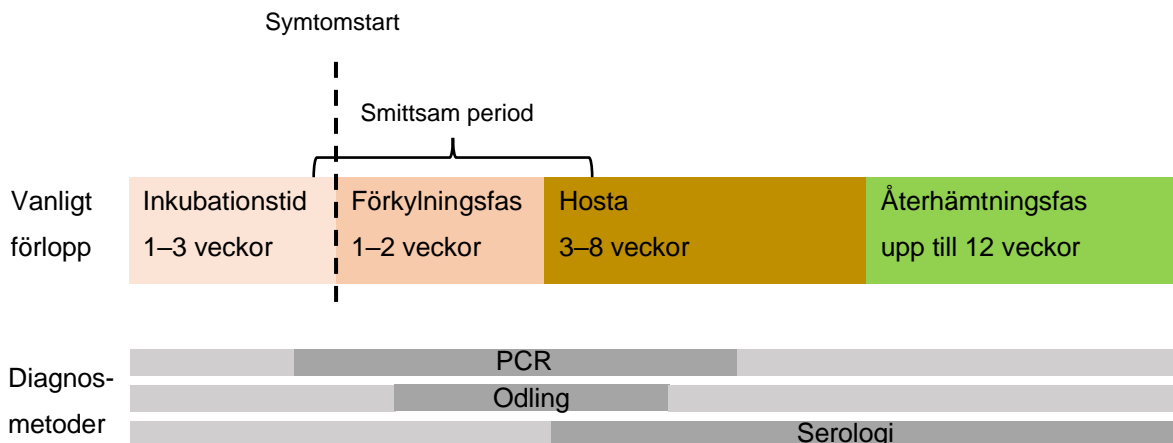 Symtomstart
Smittsam period
Vanligt förlopp
Inkubationstid
1–3 veckor
Förkylningsfas
1–2 veckor
Hosta
3–8 veckor
Återhämtningsfas
upp till 12 veckor
Diagnos-
metoder
PCR
Odling
Serologi